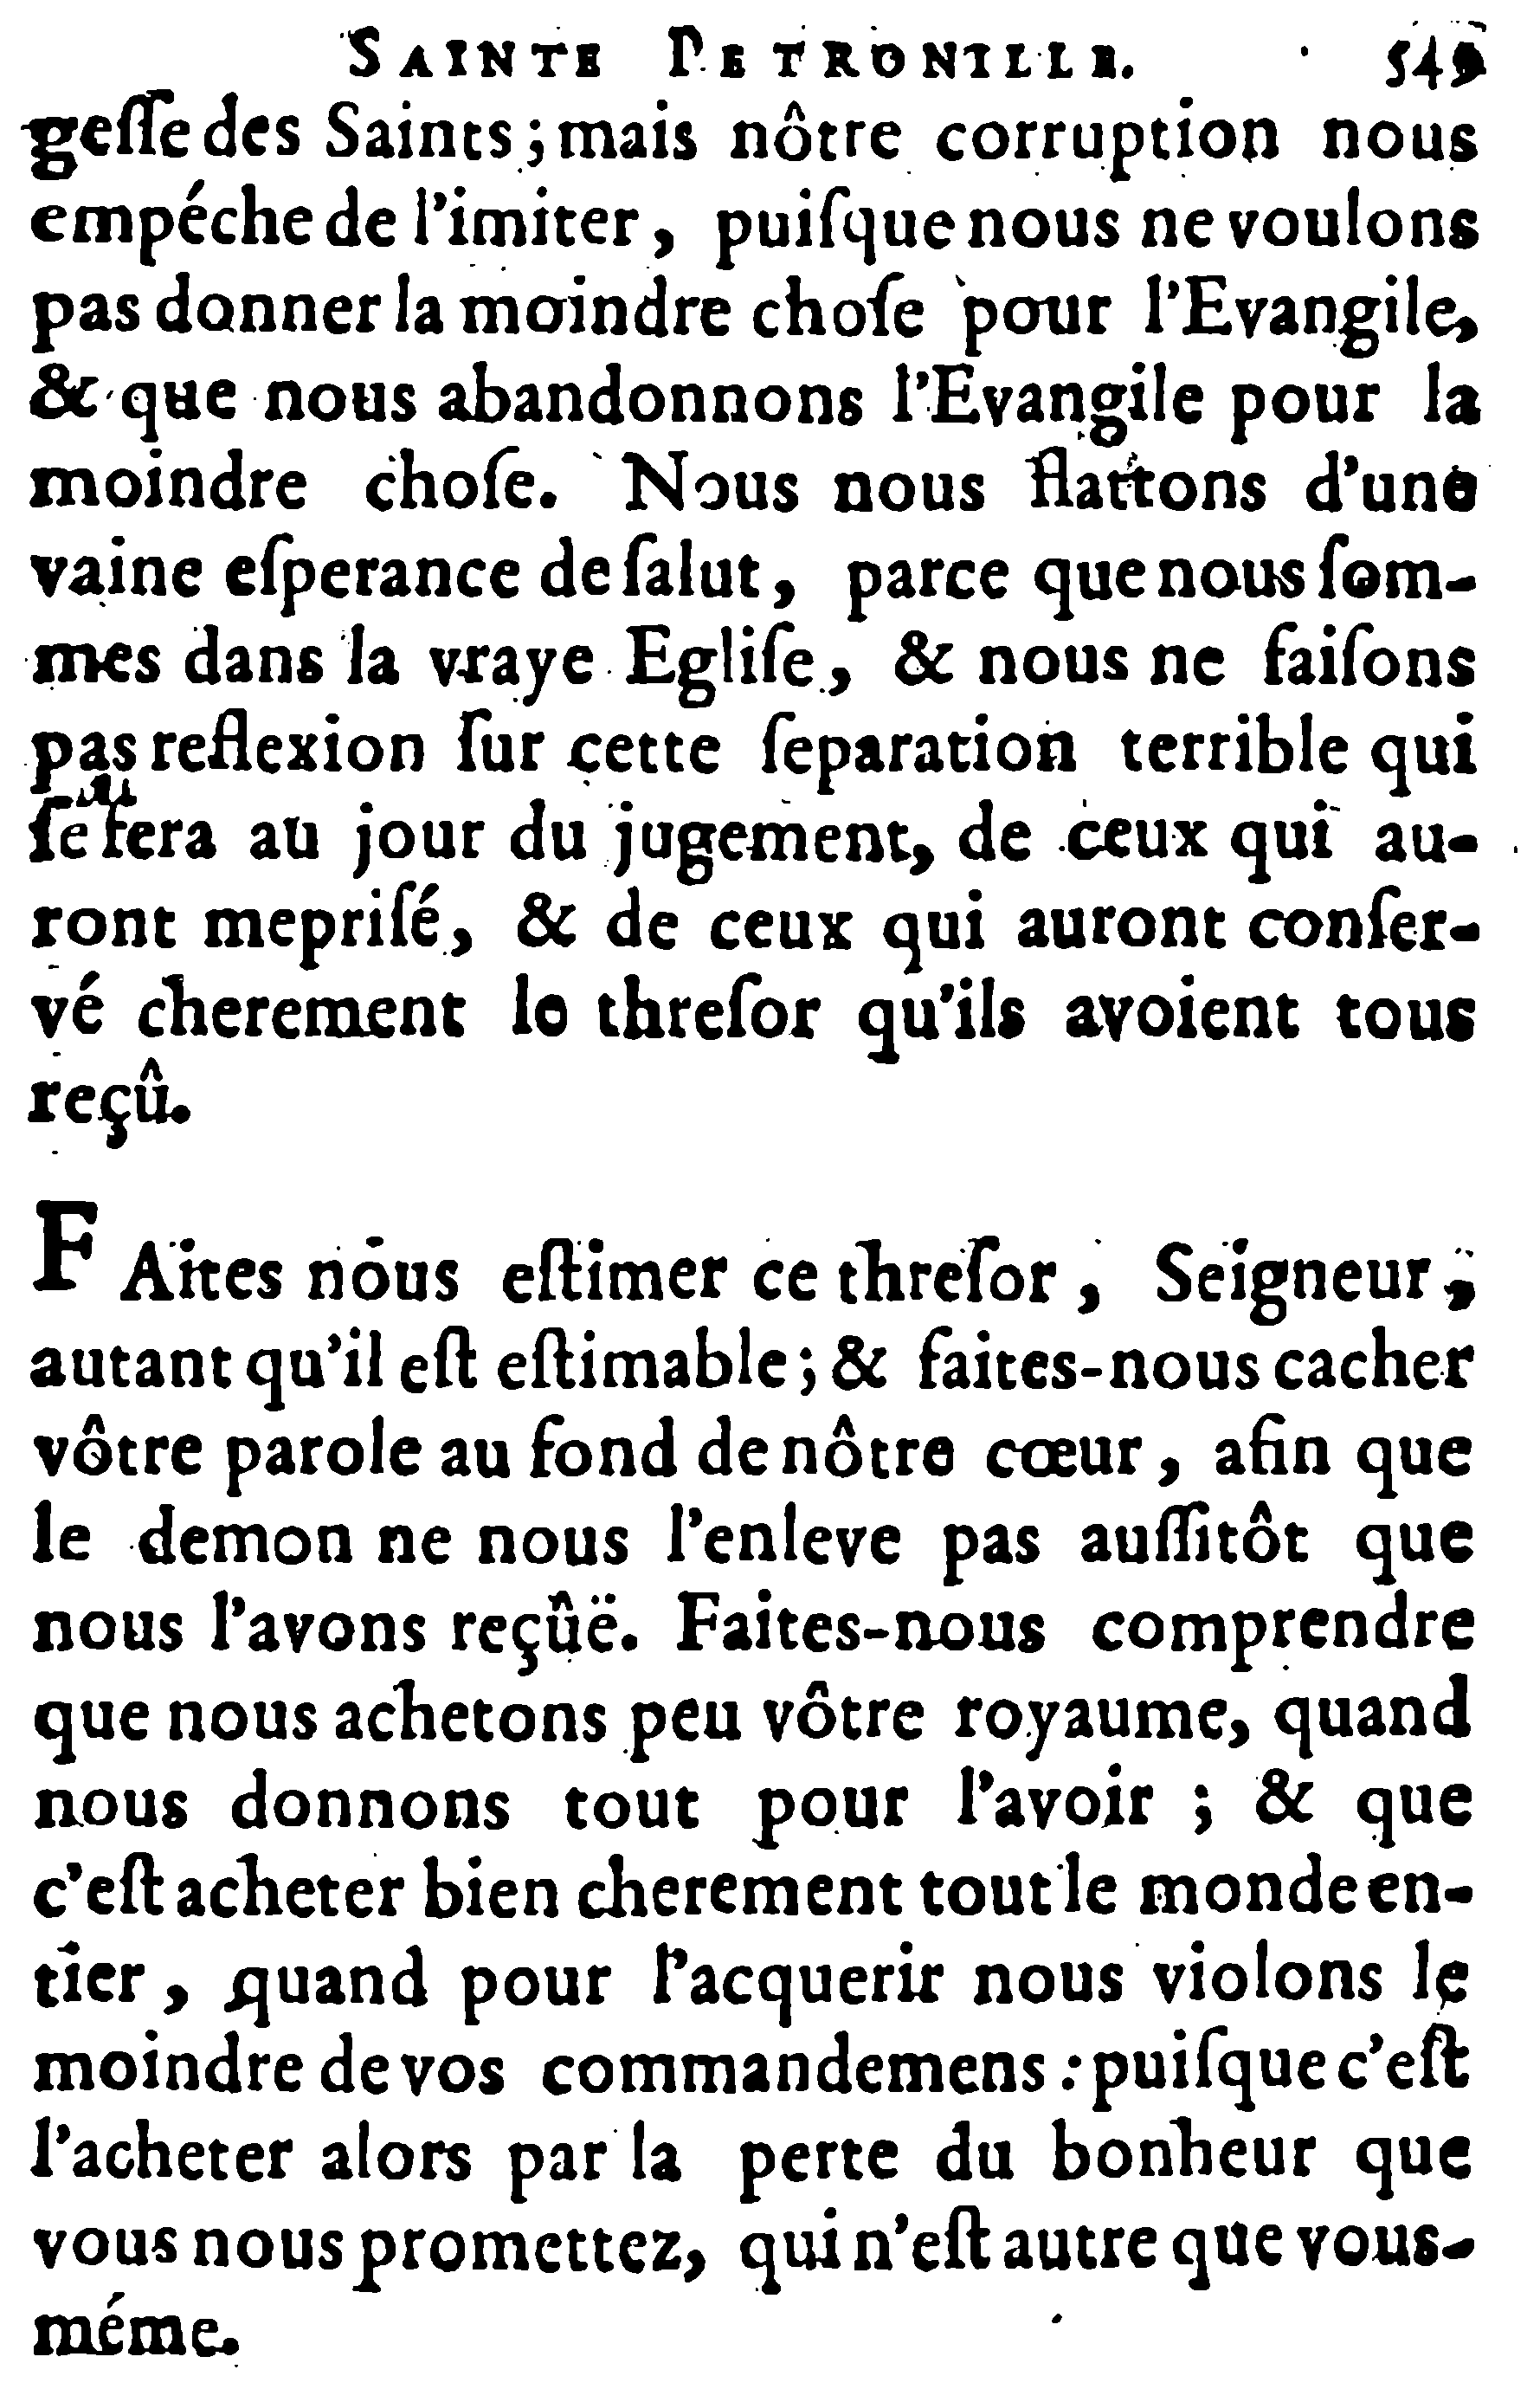 SAINTE PETRONILLE. 549
geſſe des Saints ; mais nôtre corruption nous
empéche de l'imiter, puiſque nous ne voulons
pas donner la moindre choſe pour l'Evangile,
& que nous abandonnons l'Evangile pour la
moindre choſe. Nous nous flattons d'une
vaine eſperance de ſalut, parce que nous ſom-
mes dans la vraye Egliſe, & nous ne faiſons
pas reflexion ſur cette ſeparation terrible qui
ſe fera au jour du jugement, de ceux qui au-
ront mepriſé, & de ceux qui auront conſer-
vé cherement le threſor qu'ils avoient tous
reçû.
FAites nous eſtimer ce threſor, Seigneur,
autant qu'il eſt eſtimable ; & faites-nous cacher
vôtre parole au fond de nôtre cœur, afin que
le demon ne nous l'enleve pas auſſitôt que
nous l'avons reçûë. Faites-nous comprendre
que nous achetons peu vôtre royaume, quand
nous donnons tout pour l'avoir ; & que
c'eſt acheter bien cherement tout le monde en-
tier, quand pour l'acquerir nous violons le
moindre de vos commandemens : puiſque c'eſt
l'acheter alors par la perte du bonheur que
vous nous promettez, qui n'eſt autre que vous-
méme.